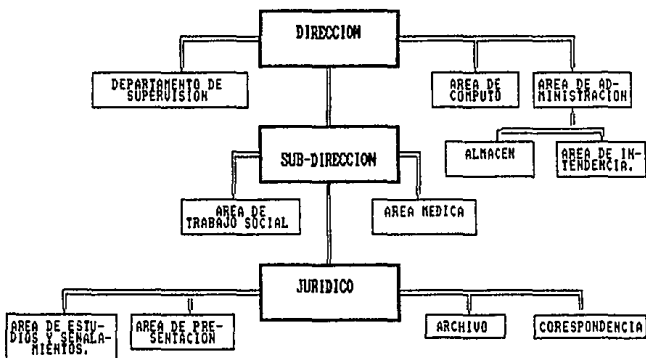 DIRECCION
DEPARTAMENTO DE
SUPERVISION
AREA DE
COMPUTO
AREA DE AD-
MINISTRACION
ALMACEN
AREA DE IN-
TENDENCIA.
SUB-DIRECCION
AREA DE
TRABAJO SOCIAL
AREA MEDICA
JURIDICO
AREA DE ESTU-
DIOS Y SEÑALA-
MIENTOS.
AREA DE PRE-
SENTACION
ARCHIVO
CORESPONDENCIA